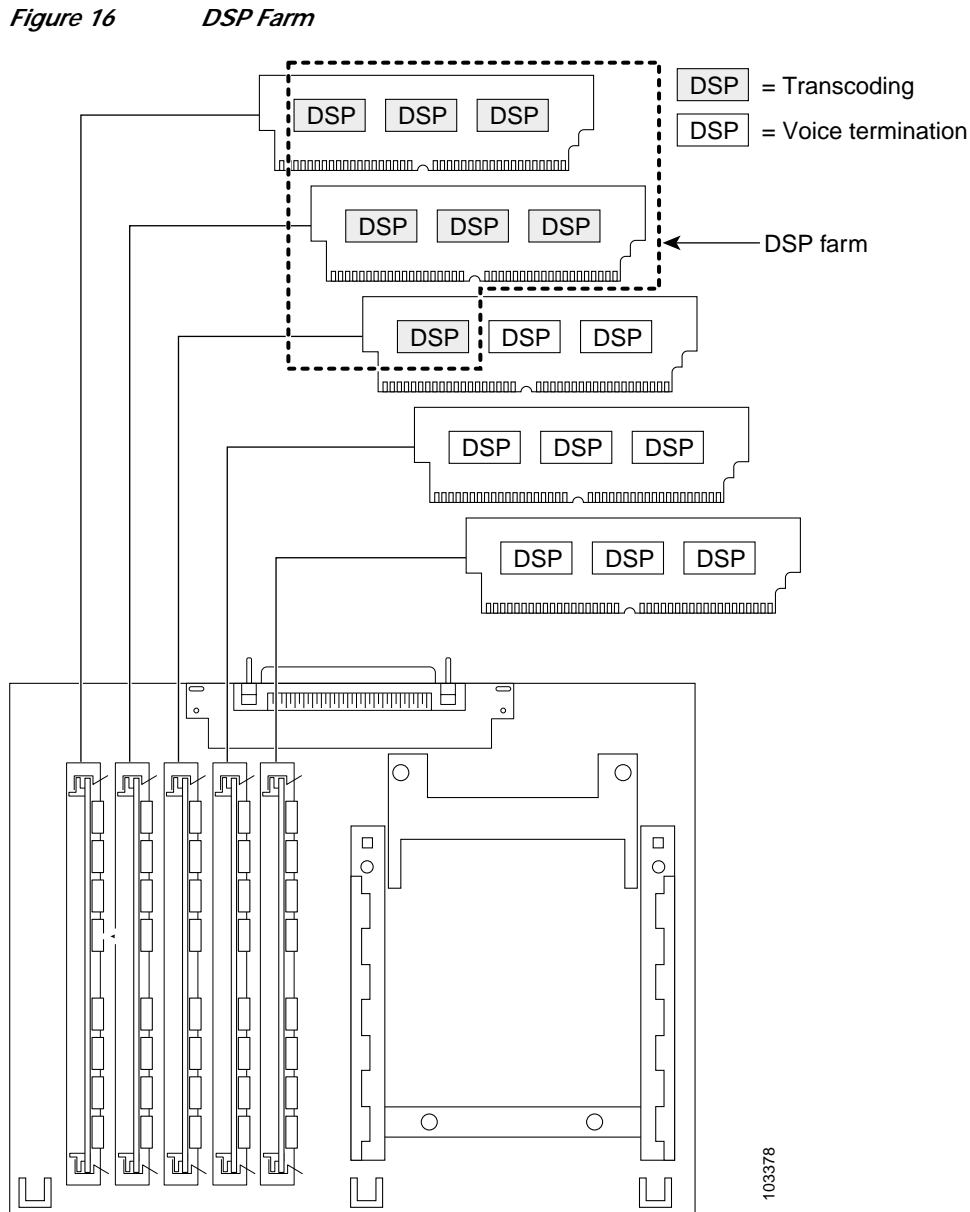 Figure 16 DSP Farm
DSP = Transcoding
DSP = Voice termination
DSP DSP DSP
DSP DSP DSP
DSP farm
DSP DSP DSP
DSP DSP DSP
DSP DSP DSP
103378